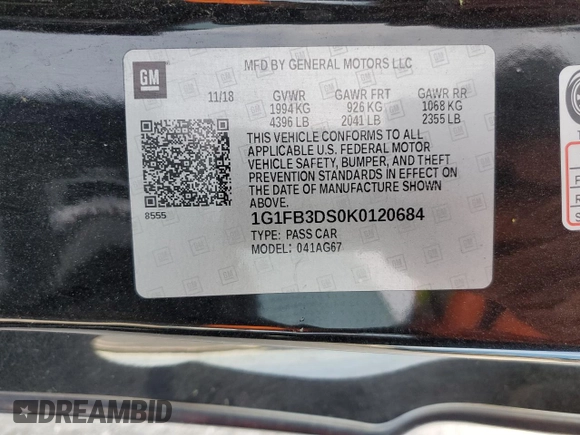 GM
MFD BY GENERAL MOTORS LLC
11/18 GVWR GAWR FRT GAWR RR
1994 KG 926 KG 1068 KG
4396 LB 2041 LB 2355 LB
THIS VEHICLE CONFORMS TO ALL
APPLICABLE U.S. FEDERAL MOTOR
VEHICLE SAFETY, BUMPER, AND THEFT
PREVENTION STANDARDS IN EFFECT ON
THE DATE OF MANUFACTURE SHOWN
ABOVE.
8555
1G1FB3DS0K0120684
TYPE: PASS CAR
MODEL: 041AG67
DREAMBID